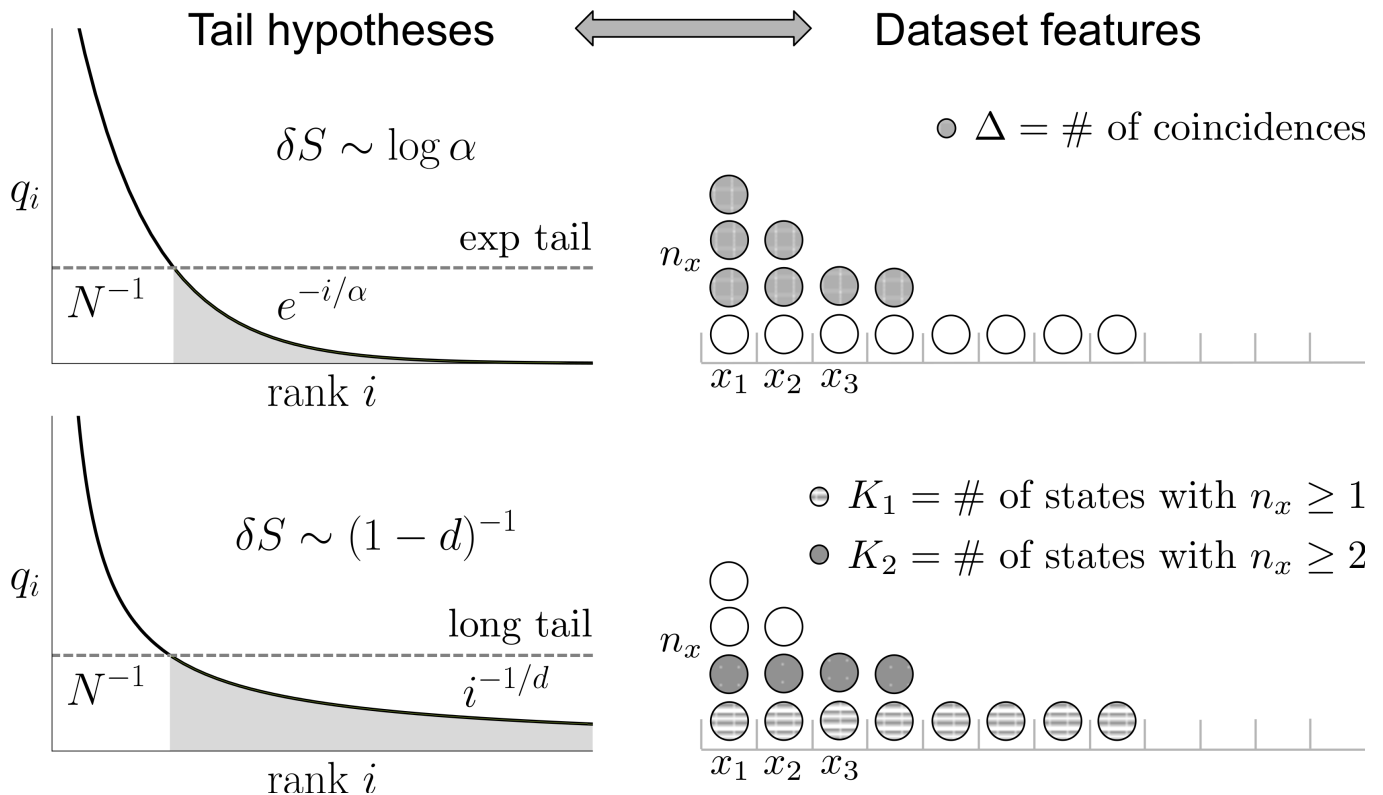 Tail hypotheses
Dataset features
δS ∼ log α
Δ = # of coincidences
q_i
exp tail
N^{-1}
e^{-i/α}
n_x
rank i
x_1 x_2 x_3
δS ∼ (1 − d)^{-1}
K_1 = # of states with n_x ≥ 1
K_2 = # of states with n_x ≥ 2
q_i
long tail
N^{-1}
i^{-1/d}
n_x
rank i
x_1 x_2 x_3